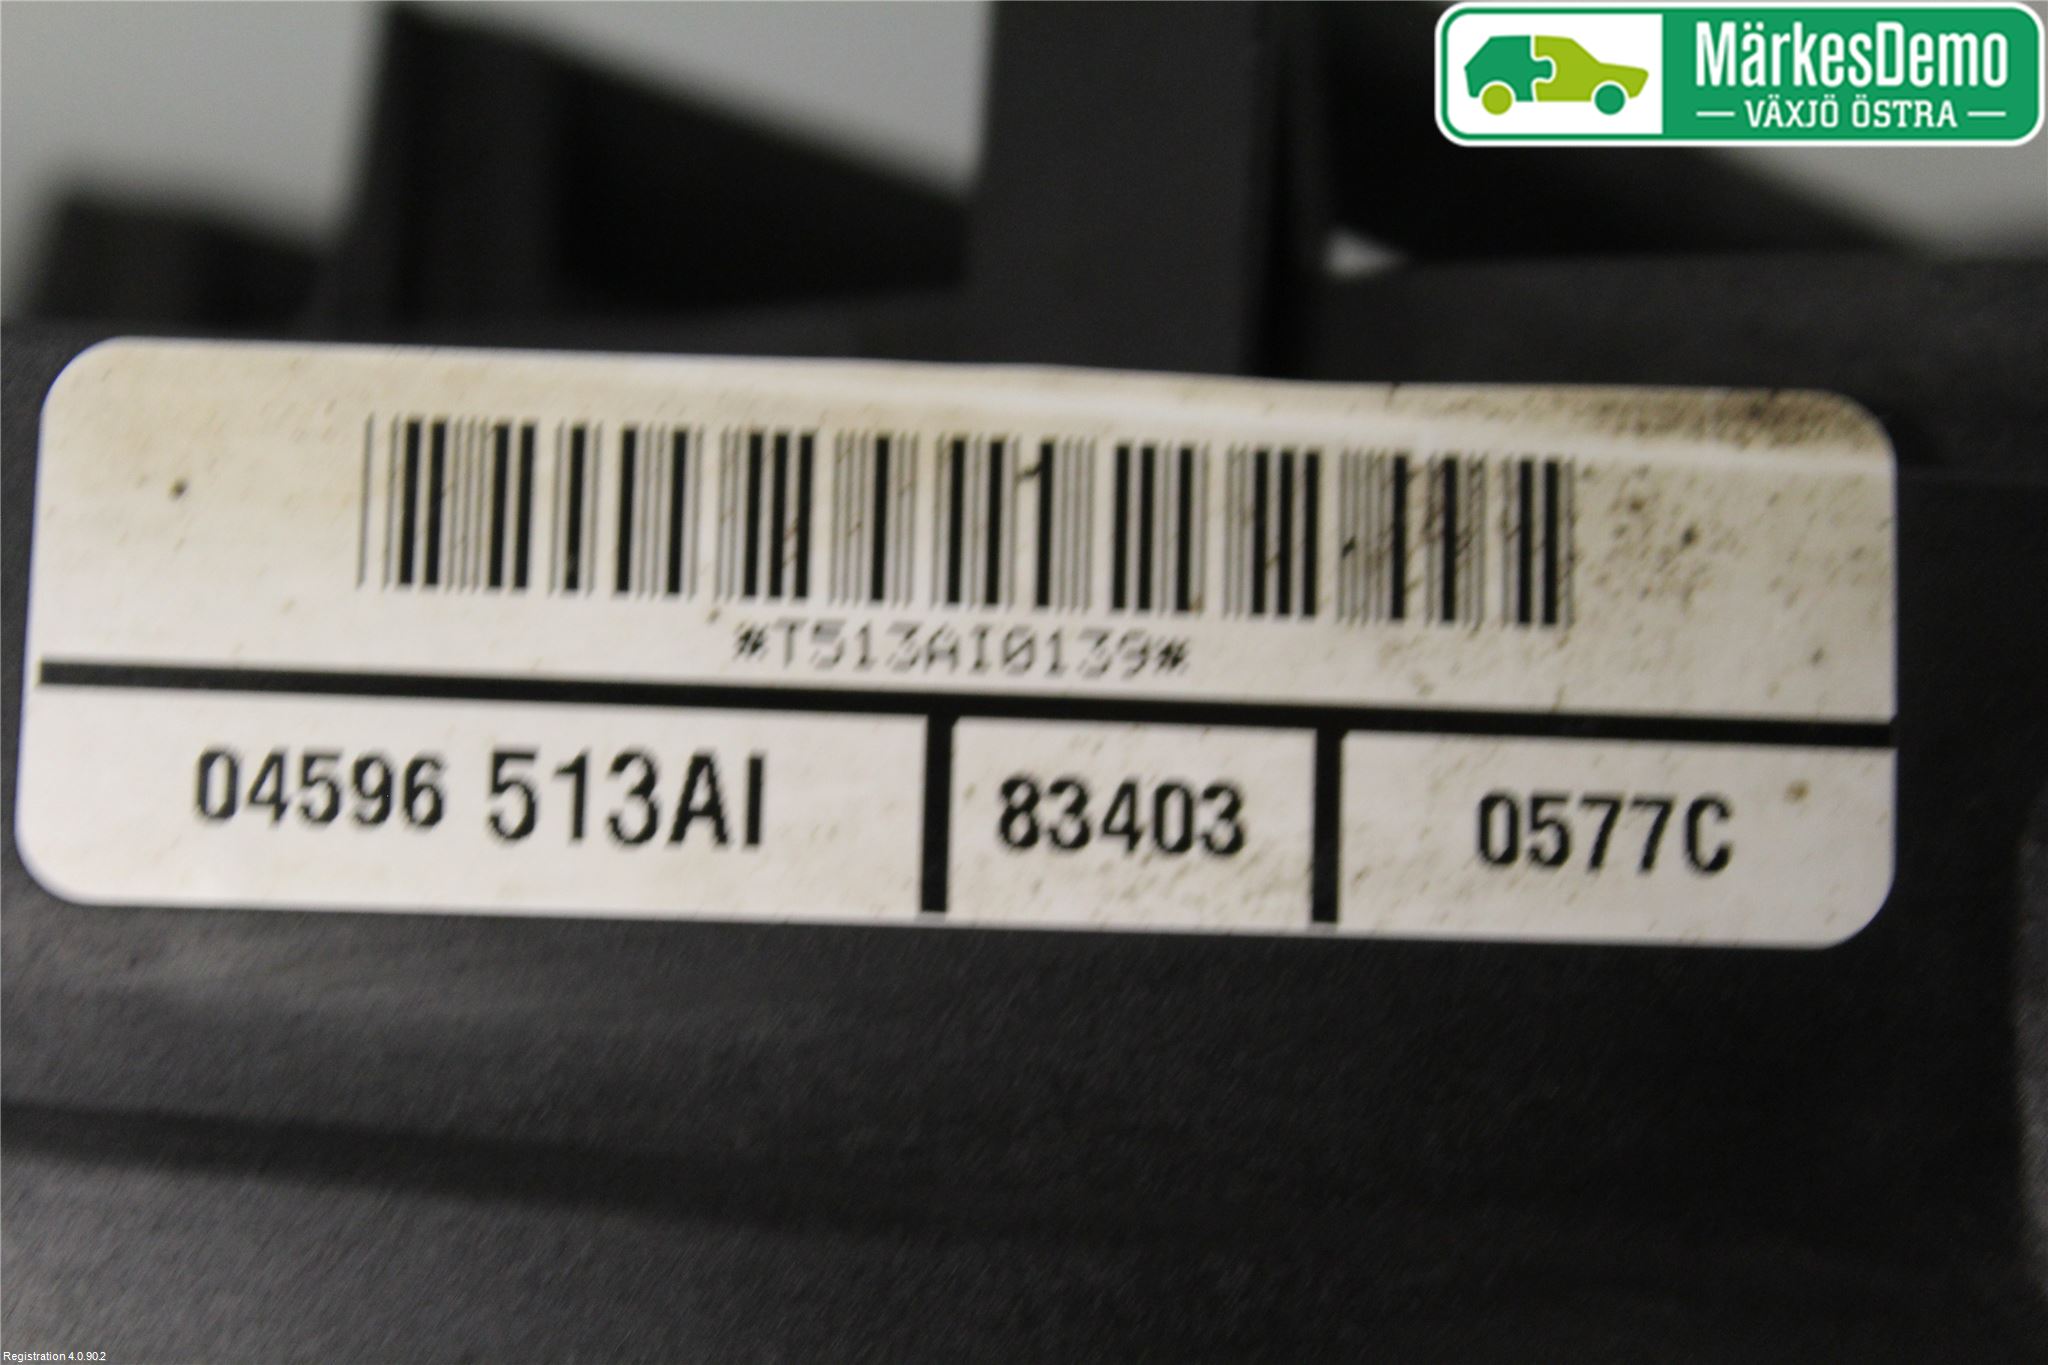 MärkesDemo
VÄXJÖ ÖSTRA
*T513AI0139*
04596 513AI 83403 0577C
Registration 4.0.90.2